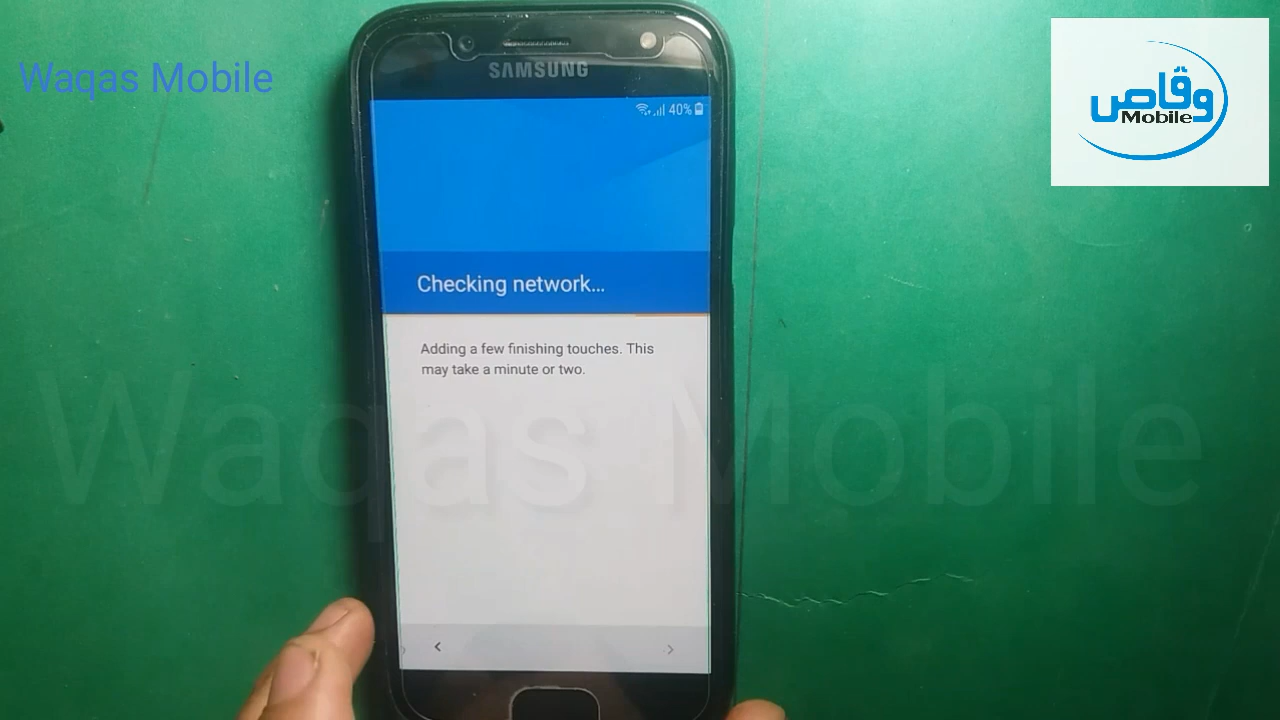 Waqas Mobile
وقاص
Mobile
SAMSUNG
40%
Checking network...
Adding a few finishing touches. This
may take a minute or two.
Waqas Mobile